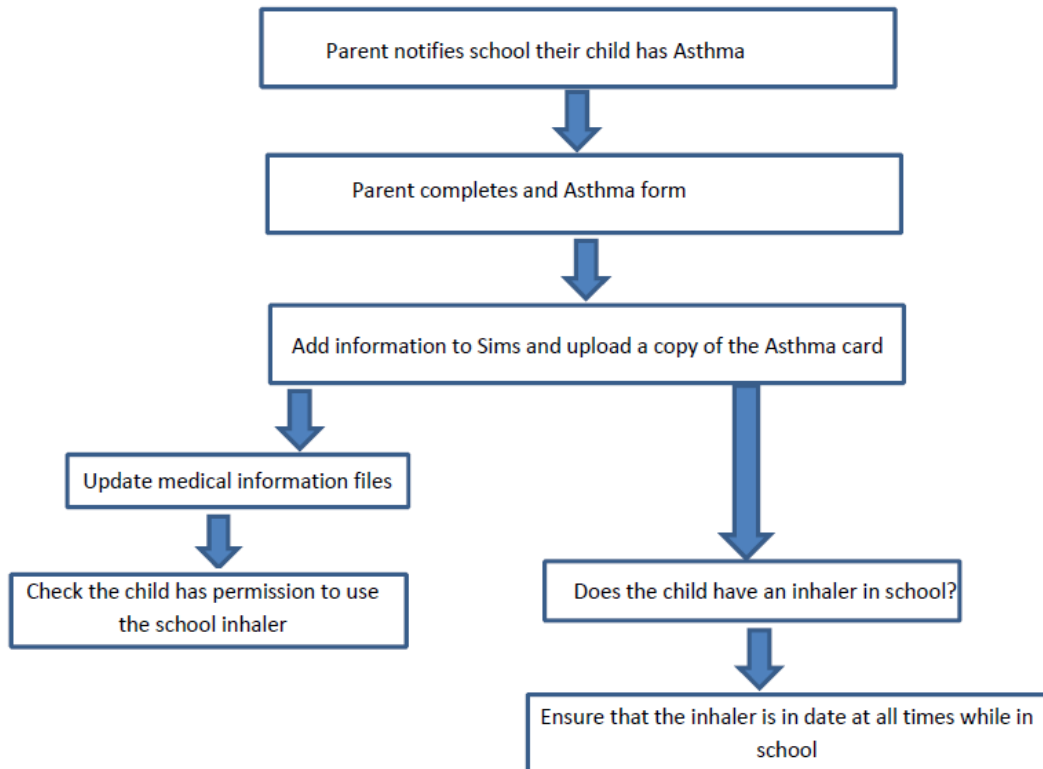 Parent notifies school their child has Asthma
Parent completes and Asthma form
Add information to Sims and upload a copy of the Asthma card
Update medical information files
Check the child has permission to use
the school inhaler
Does the child have an inhaler in school?
Ensure that the inhaler is in date at all times while in
school